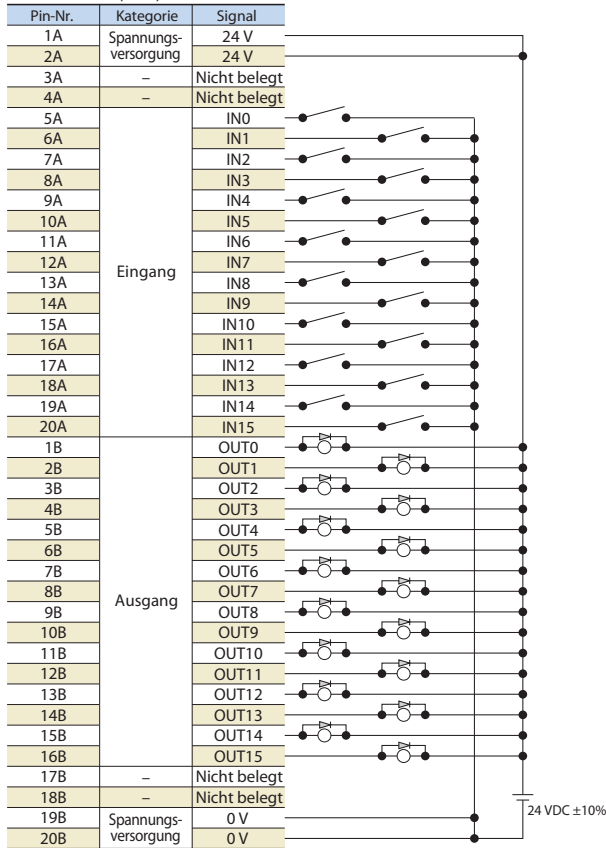 Pin-Nr. Kategorie Signal
1A Spannungs-versorgung 24 V
2A 24 V
3A – Nicht belegt
4A – Nicht belegt
5A Eingang IN0
6A IN1
7A IN2
8A IN3
9A IN4
10A IN5
11A IN6
12A IN7
13A IN8
14A IN9
15A IN10
16A IN11
17A IN12
18A IN13
19A IN14
20A IN15
1B Ausgang OUT0
2B OUT1
3B OUT2
4B OUT3
5B OUT4
6B OUT5
7B OUT6
8B OUT7
9B OUT8
10B OUT9
11B OUT10
12B OUT11
13B OUT12
14B OUT13
15B OUT14
16B OUT15
17B – Nicht belegt
18B – Nicht belegt
24 VDC ±10%
19B Spannungs-versorgung 0 V
20B 0 V